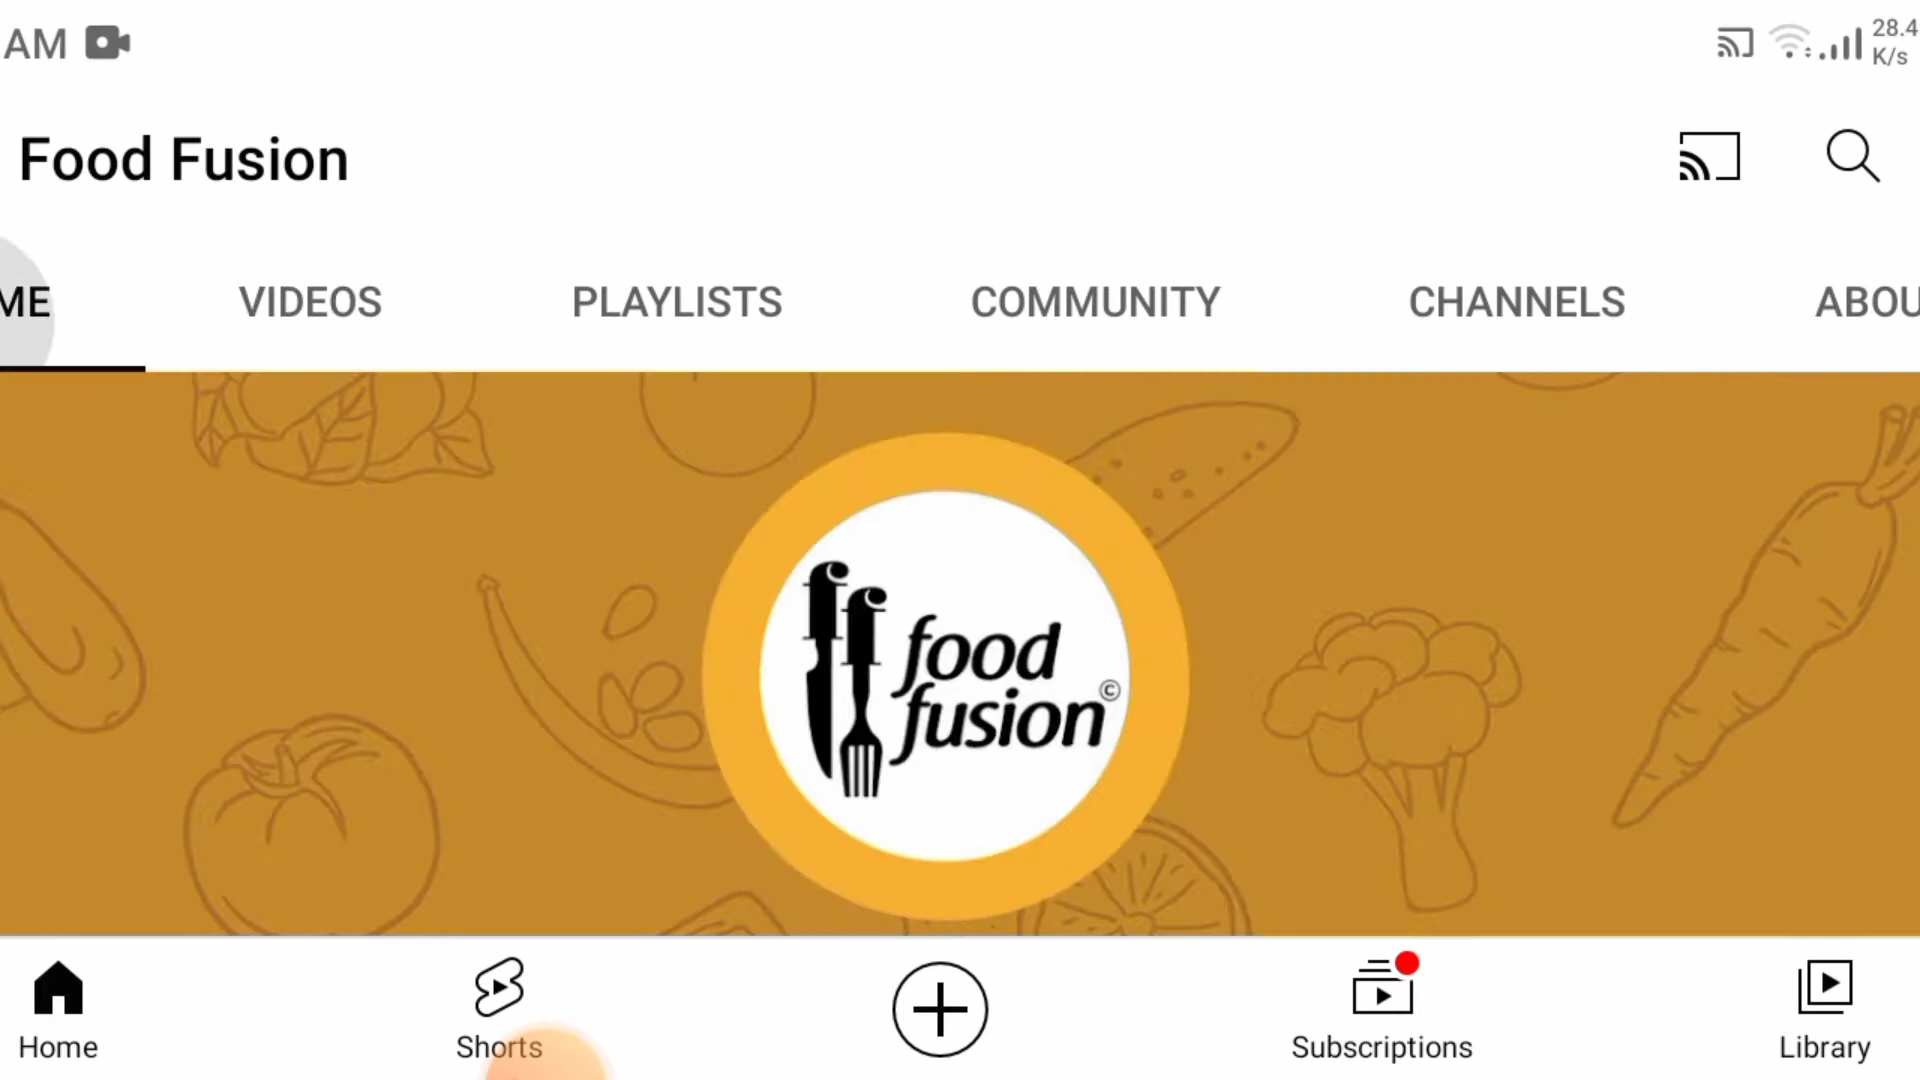 AM
28.4
K/s
Food Fusion
ME
VIDEOS
PLAYLISTS
COMMUNITY
CHANNELS
ABOU
food
fusion©
Home
Shorts
Subscriptions
Library